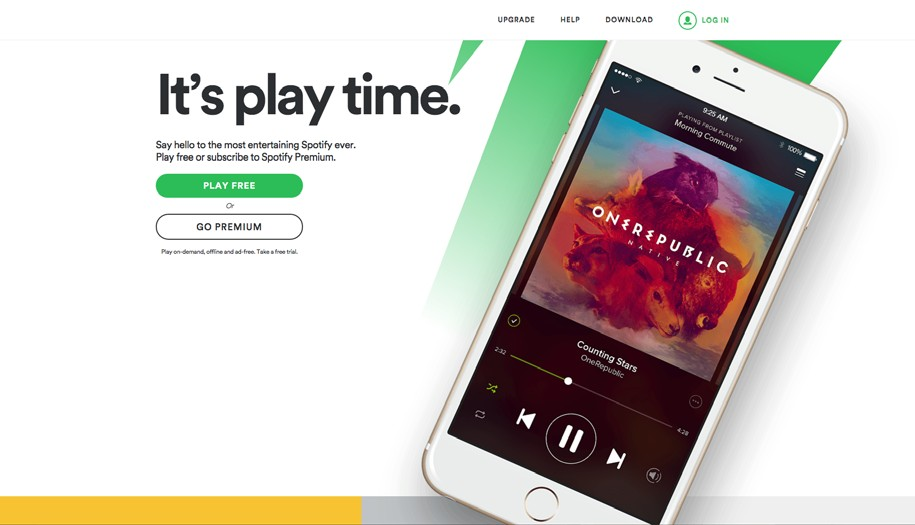 UPGRADE HELP DOWNLOAD LOG IN
It's play time.
Say hello to the most entertaining Spotify ever.
Play free or subscribe to Spotify Premium.
PLAY FREE
Or
GO PREMIUM
Play on-demand, offline and ad-free. Take a free trial.
9:25 AM
100%
PLAYING FROM PLAYLIST
Morning Commute
ONEREPUBLIC
NATIVE
Counting Stars
OneRepublic
2:32
4:28